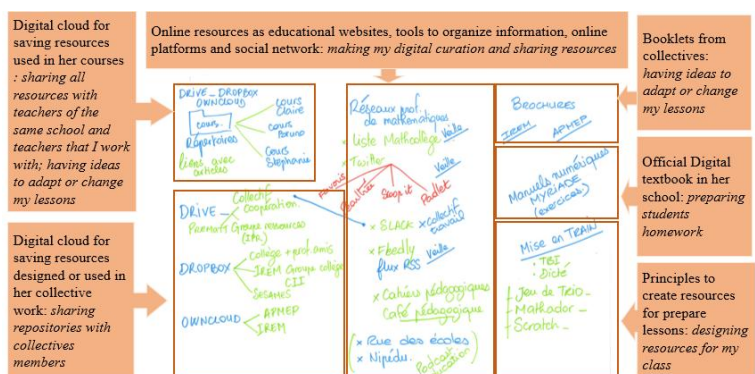 Digital cloud for
saving resources
used in her courses
: sharing all
resources with
teachers of the
same school and
teachers that I work
with; having ideas
to adapt or change
my lessons
Digital cloud for
saving resources
designed or used in
her collective
work: sharing
repositories with
collectives
members
Online resources as educational websites, tools to organize information, online
platforms and social network: making my digital curation and sharing resources
DRIVE - DROPBOX
OWNCLOUD
cours
Répertoires
liens avec
articles
cours
Claire
cours
Bruno
cours
Stéphanie
DRIVE
Collectif
coopération
Groupe ressources
DROPBOX
collège + prof amis
IREM Groupe collège
CII
SESAMES
OWNCLOUD
APMEP
IREM
Réseaux prof.
de mathématiques
Liste Mathcollège Veille
Twitter Veille
Scoop it
Padlet
x SLACK x collectif
travail
x Feedly Veille
flux RSS
x Cahiers pédagogiques
Café pédagogique
x Rue des écoles
x Nipédu
Podcast
BROCHURES
IREM APMEP
Manuels numériques
MYRIADE
(exercices)
Mise en TRAIN
TBI
Dicté
Jeu de Trio
Mathador
Scratch
Booklets from
collectives:
having ideas to
adapt or change
my lessons
Official Digital
textbook in her
school: preparing
students
homework
Principles to
create resources
for prepare
lessons: designing
resources for my
class